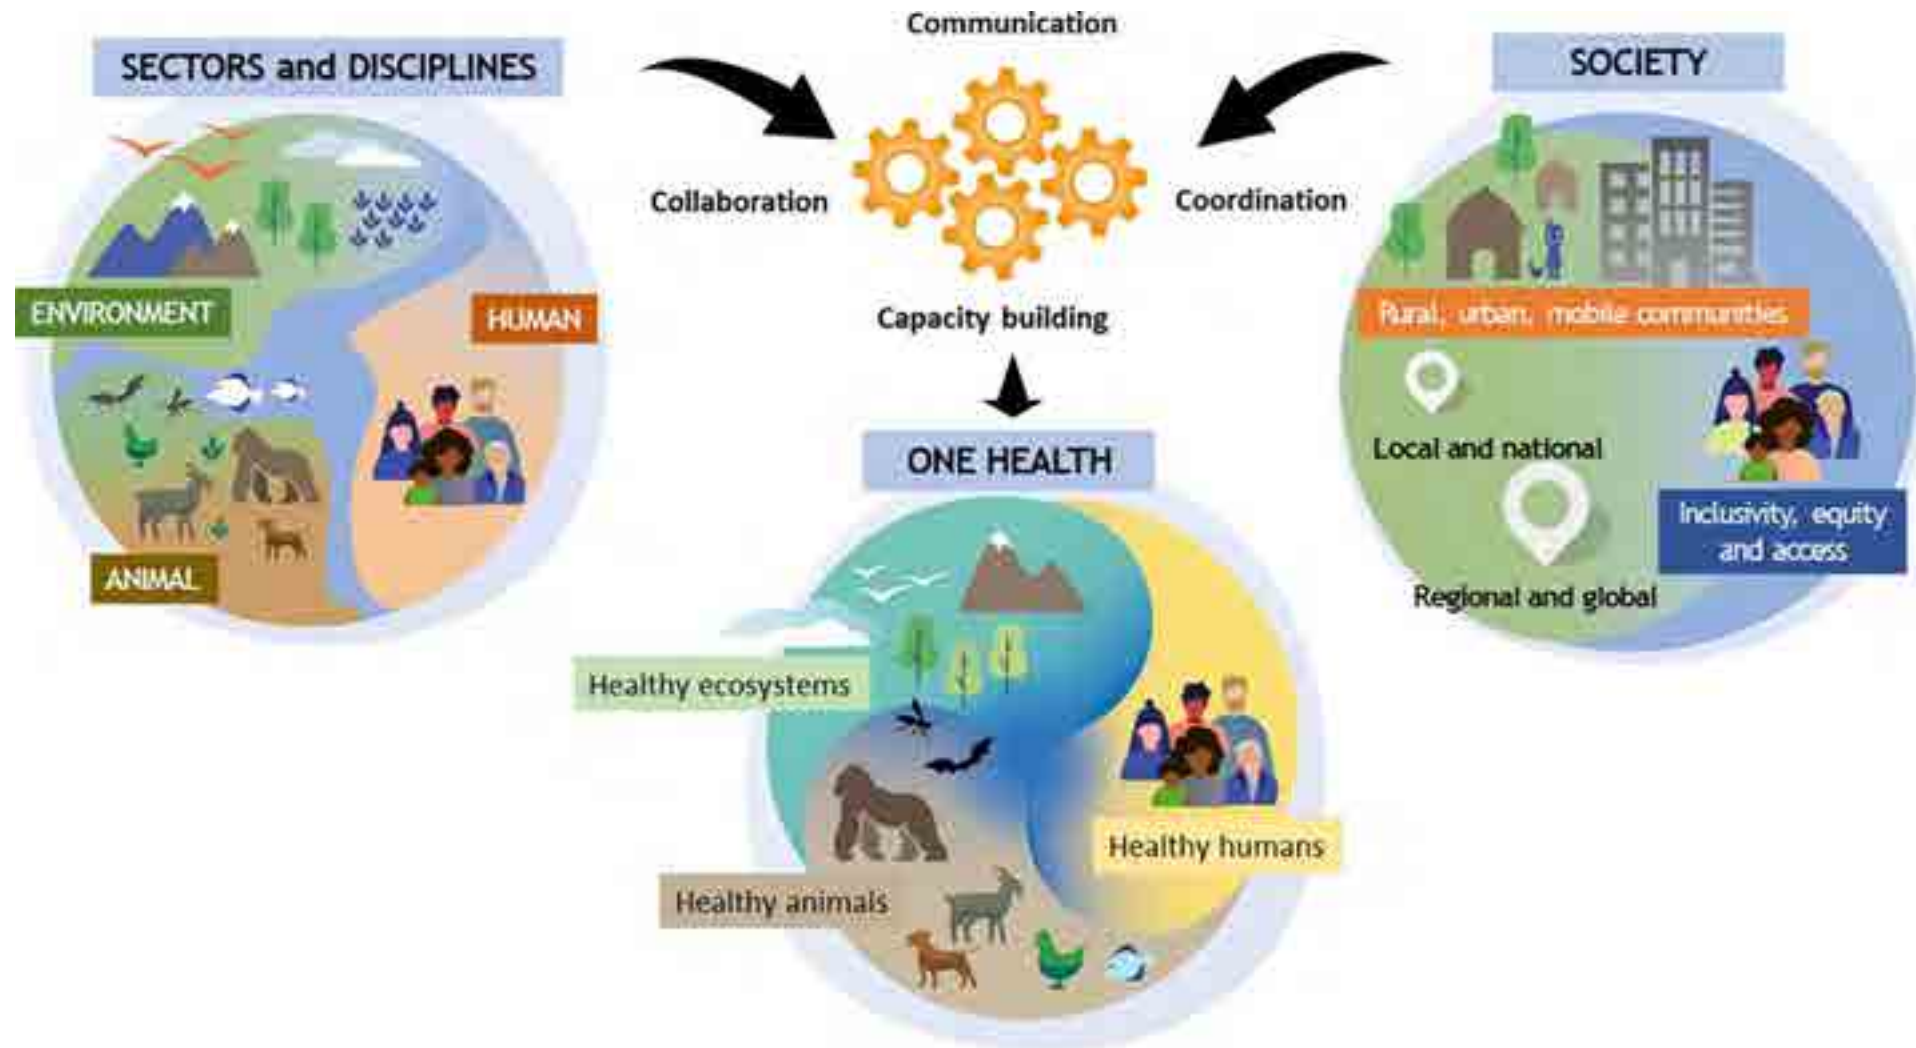 Communication
SECTORS and DISCIPLINES
SOCIETY
Collaboration
Coordination
ENVIRONMENT
HUMAN
Capacity building
Rural, urban, mobile communities
ANIMAL
ONE HEALTH
Local and national
Inclusivity, equity
and access
Regional and global
Healthy ecosystems
Healthy humans
Healthy animals